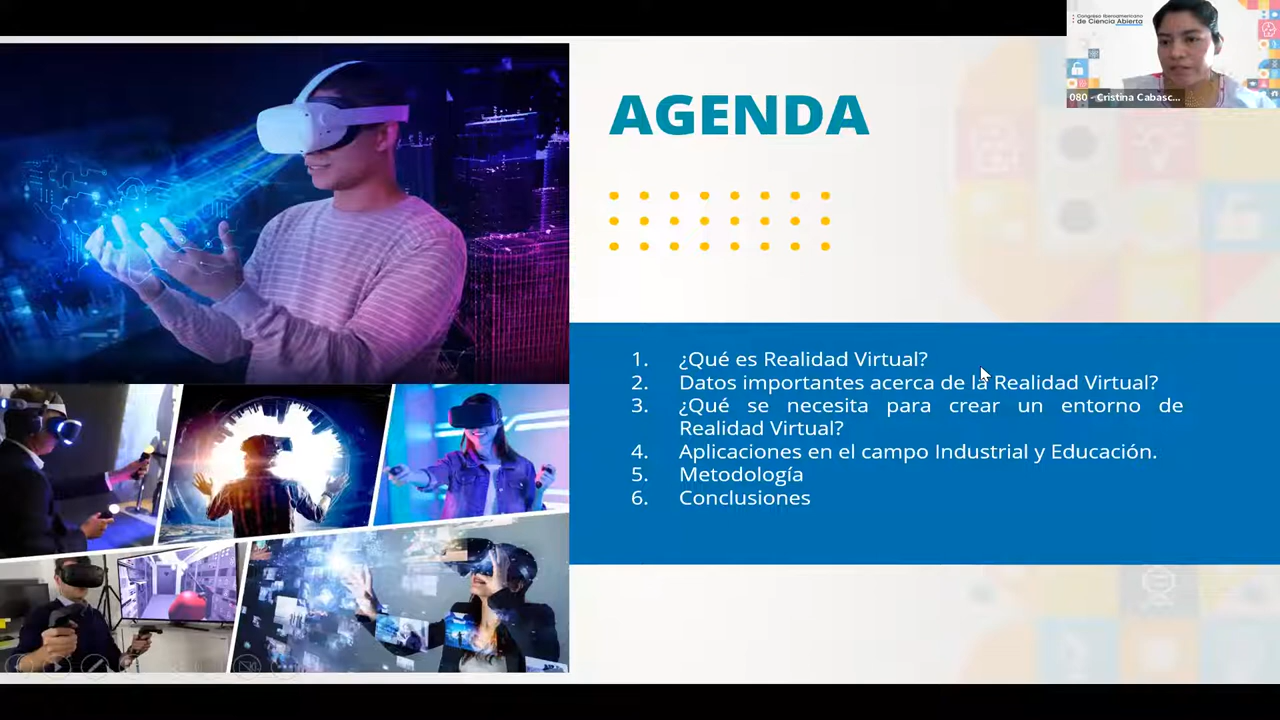 Congreso Iberoamericano
de Ciencia Abierta
080 - Cristina Cabasc...
AGENDA
1. ¿Qué es Realidad Virtual?
2. Datos importantes acerca de la Realidad Virtual?
3. ¿Qué se necesita para crear un entorno de
Realidad Virtual?
4. Aplicaciones en el campo Industrial y Educación.
5. Metodología
6. Conclusiones